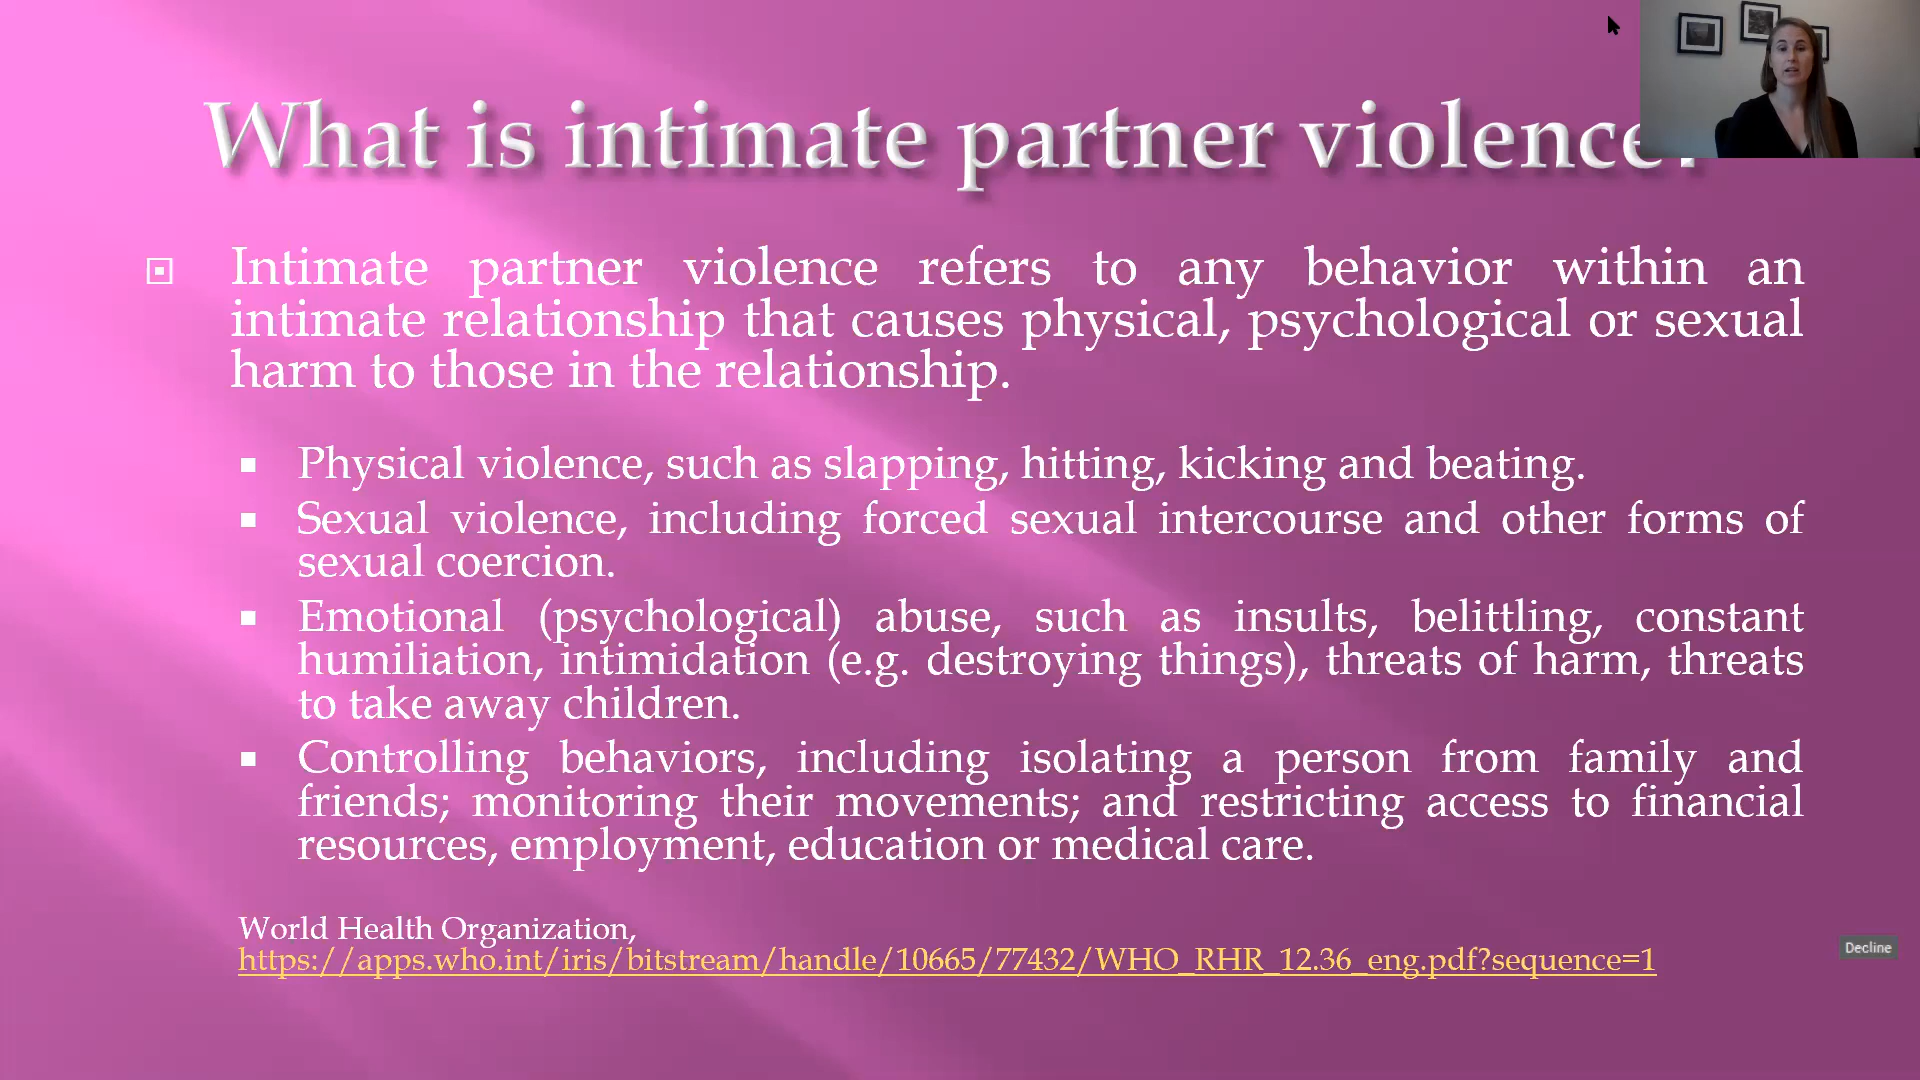 What is intimate partner violence?
Intimate partner violence refers to any behavior within an
intimate relationship that causes physical, psychological or sexual
harm to those in the relationship.
Physical violence, such as slapping, hitting, kicking and beating.
Sexual violence, including forced sexual intercourse and other forms of
sexual coercion.
Emotional (psychological) abuse, such as insults, belittling, constant
humiliation, intimidation (e.g. destroying things), threats of harm, threats
to take away children.
Controlling behaviors, including isolating a person from family and
friends; monitoring their movements; and restricting access to financial
resources, employment, education or medical care.
World Health Organization,
https://apps.who.int/iris/bitstream/handle/10665/77432/WHO_RHR_12.36_eng.pdf?sequence=1
Decline